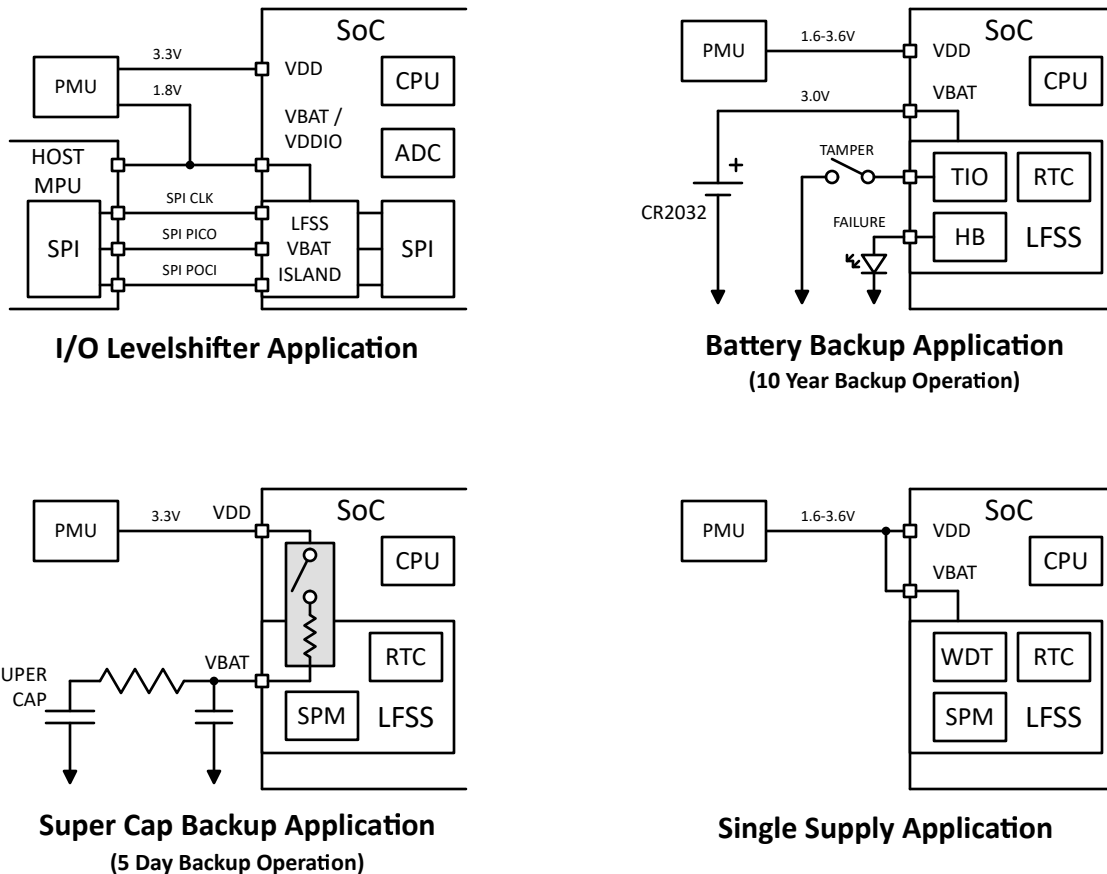 SoC
3.3V
VDD
PMU
CPU
1.8V
VBAT /
VDDIO
ADC
HOST
MPU
SPI CLK
SPI
SPI PICO
SPI POCI
LFSS
VBAT
ISLAND
SPI
I/O Levelshifter Application
SoC
1.6-3.6V
VDD
PMU
CPU
VBAT
3.0V
TAMPER
+
TIO
RTC
CR2032
FAILURE
HB
LFSS
Battery Backup Application
(10 Year Backup Operation)
SoC
3.3V
VDD
PMU
CPU
VBAT
RTC
UPER
CAP
SPM
LFSS
Super Cap Backup Application
(5 Day Backup Operation)
SoC
1.6-3.6V
VDD
PMU
CPU
VBAT
WDT
RTC
SPM
LFSS
Single Supply Application